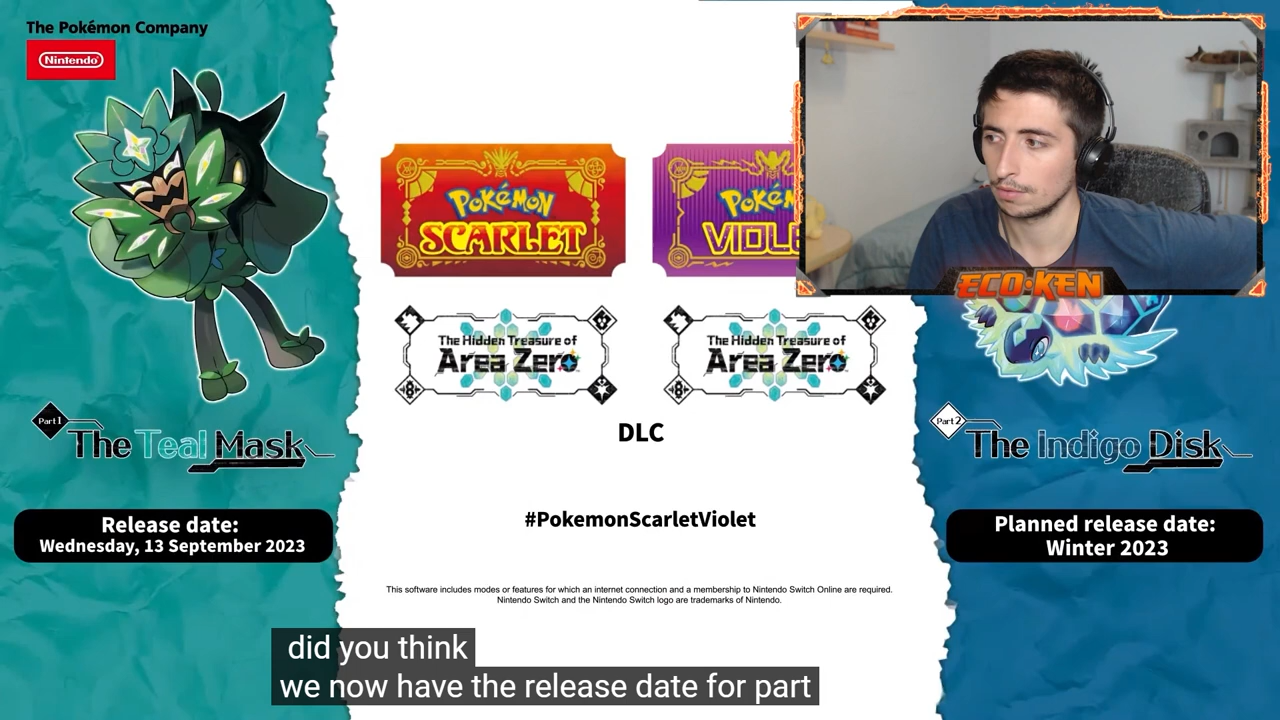 The Pokémon Company
Nintendo
POKéMON
SCARLET
POKéM
VIOL
ECO·KEN
The Hidden Treasure of
Area Zero
The Hidden Treasure of
Area Zero
DLC
Part 1
The Teal Mask
Part 2
The Indigo Disk
#PokemonScarletViolet
Release date:
Wednesday, 13 September 2023
Planned release date:
Winter 2023
This software includes modes or features for which an internet connection and a membership to Nintendo Switch Online are required.
Nintendo Switch and the Nintendo Switch logo are trademarks of Nintendo.
did you think
we now have the release date for part